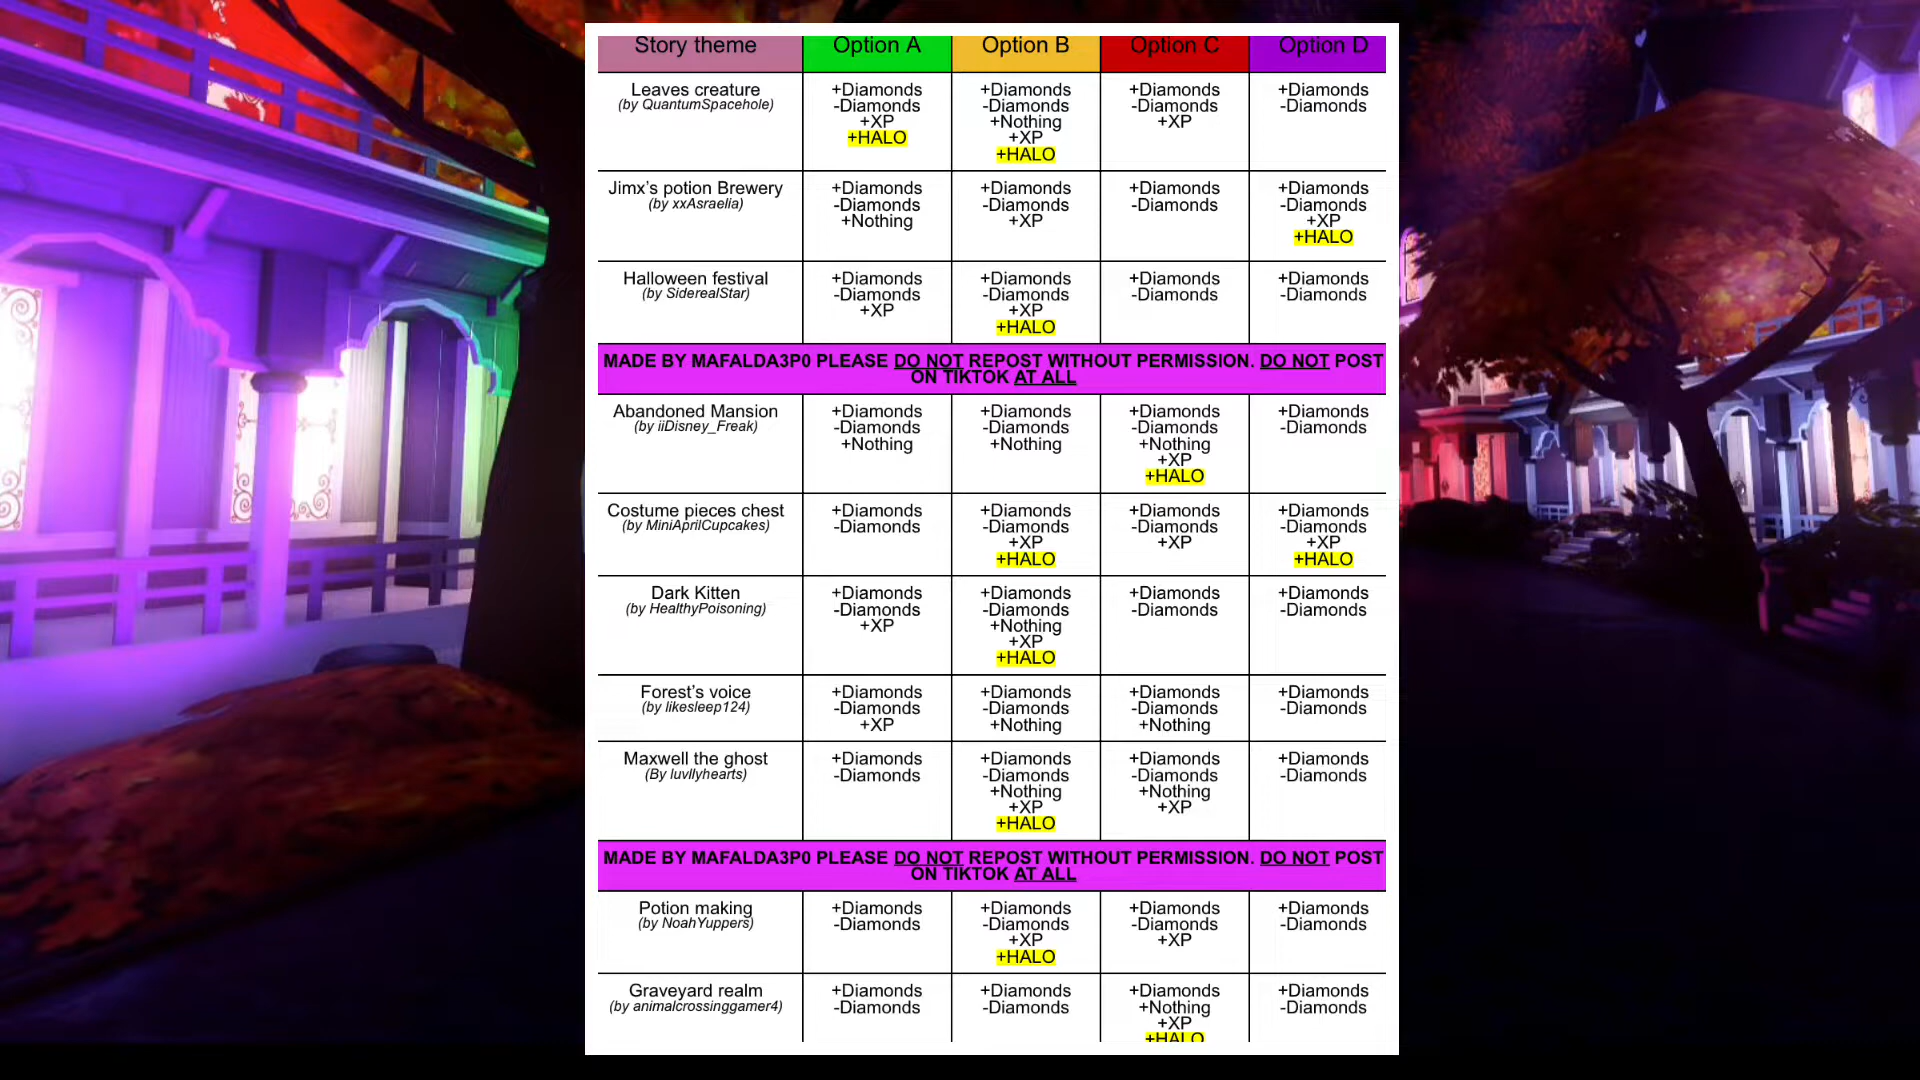 Story theme Option A Option B Option C Option D
Leaves creature +Diamonds +Diamonds +Diamonds +Diamonds
(by QuantumSpacehole) -Diamonds -Diamonds -Diamonds -Diamonds
+XP +Nothing +XP
+HALO +XP
+HALO
Jimx's potion Brewery +Diamonds +Diamonds +Diamonds +Diamonds
(by xxAsraelia) -Diamonds -Diamonds -Diamonds -Diamonds
+Nothing +XP +XP
+HALO
Halloween festival +Diamonds +Diamonds +Diamonds +Diamonds
(by SiderealStar) -Diamonds -Diamonds -Diamonds -Diamonds
+XP +XP
+HALO
MADE BY MAFALDA3P0 PLEASE DO NOT REPOST WITHOUT PERMISSION. DO NOT POST
ON TIKTOK AT ALL
Abandoned Mansion +Diamonds +Diamonds +Diamonds +Diamonds
(by iiDisney_Freak) -Diamonds -Diamonds -Diamonds -Diamonds
+Nothing +Nothing +Nothing
+XP
+HALO
Costume pieces chest +Diamonds +Diamonds +Diamonds +Diamonds
(by MiniAprilCupcakes) -Diamonds -Diamonds -Diamonds -Diamonds
+XP +XP +XP
+HALO +HALO
Dark Kitten +Diamonds +Diamonds +Diamonds +Diamonds
(by HealthyPoisoning) -Diamonds -Diamonds -Diamonds -Diamonds
+XP +Nothing
+XP
+HALO
Forest's voice +Diamonds +Diamonds +Diamonds +Diamonds
(by likesleep124) -Diamonds -Diamonds -Diamonds -Diamonds
+XP +Nothing +Nothing
Maxwell the ghost +Diamonds +Diamonds +Diamonds +Diamonds
(By luvllyhearts) -Diamonds -Diamonds -Diamonds -Diamonds
+Nothing +Nothing
+XP +XP
+HALO
MADE BY MAFALDA3P0 PLEASE DO NOT REPOST WITHOUT PERMISSION. DO NOT POST
ON TIKTOK AT ALL
Potion making +Diamonds +Diamonds +Diamonds +Diamonds
(by NoahYuppers) -Diamonds -Diamonds -Diamonds -Diamonds
+XP +XP
+HALO
Graveyard realm +Diamonds +Diamonds +Diamonds +Diamonds
(by animalcrossinggamer4) -Diamonds -Diamonds +Nothing -Diamonds
+XP
+HALO